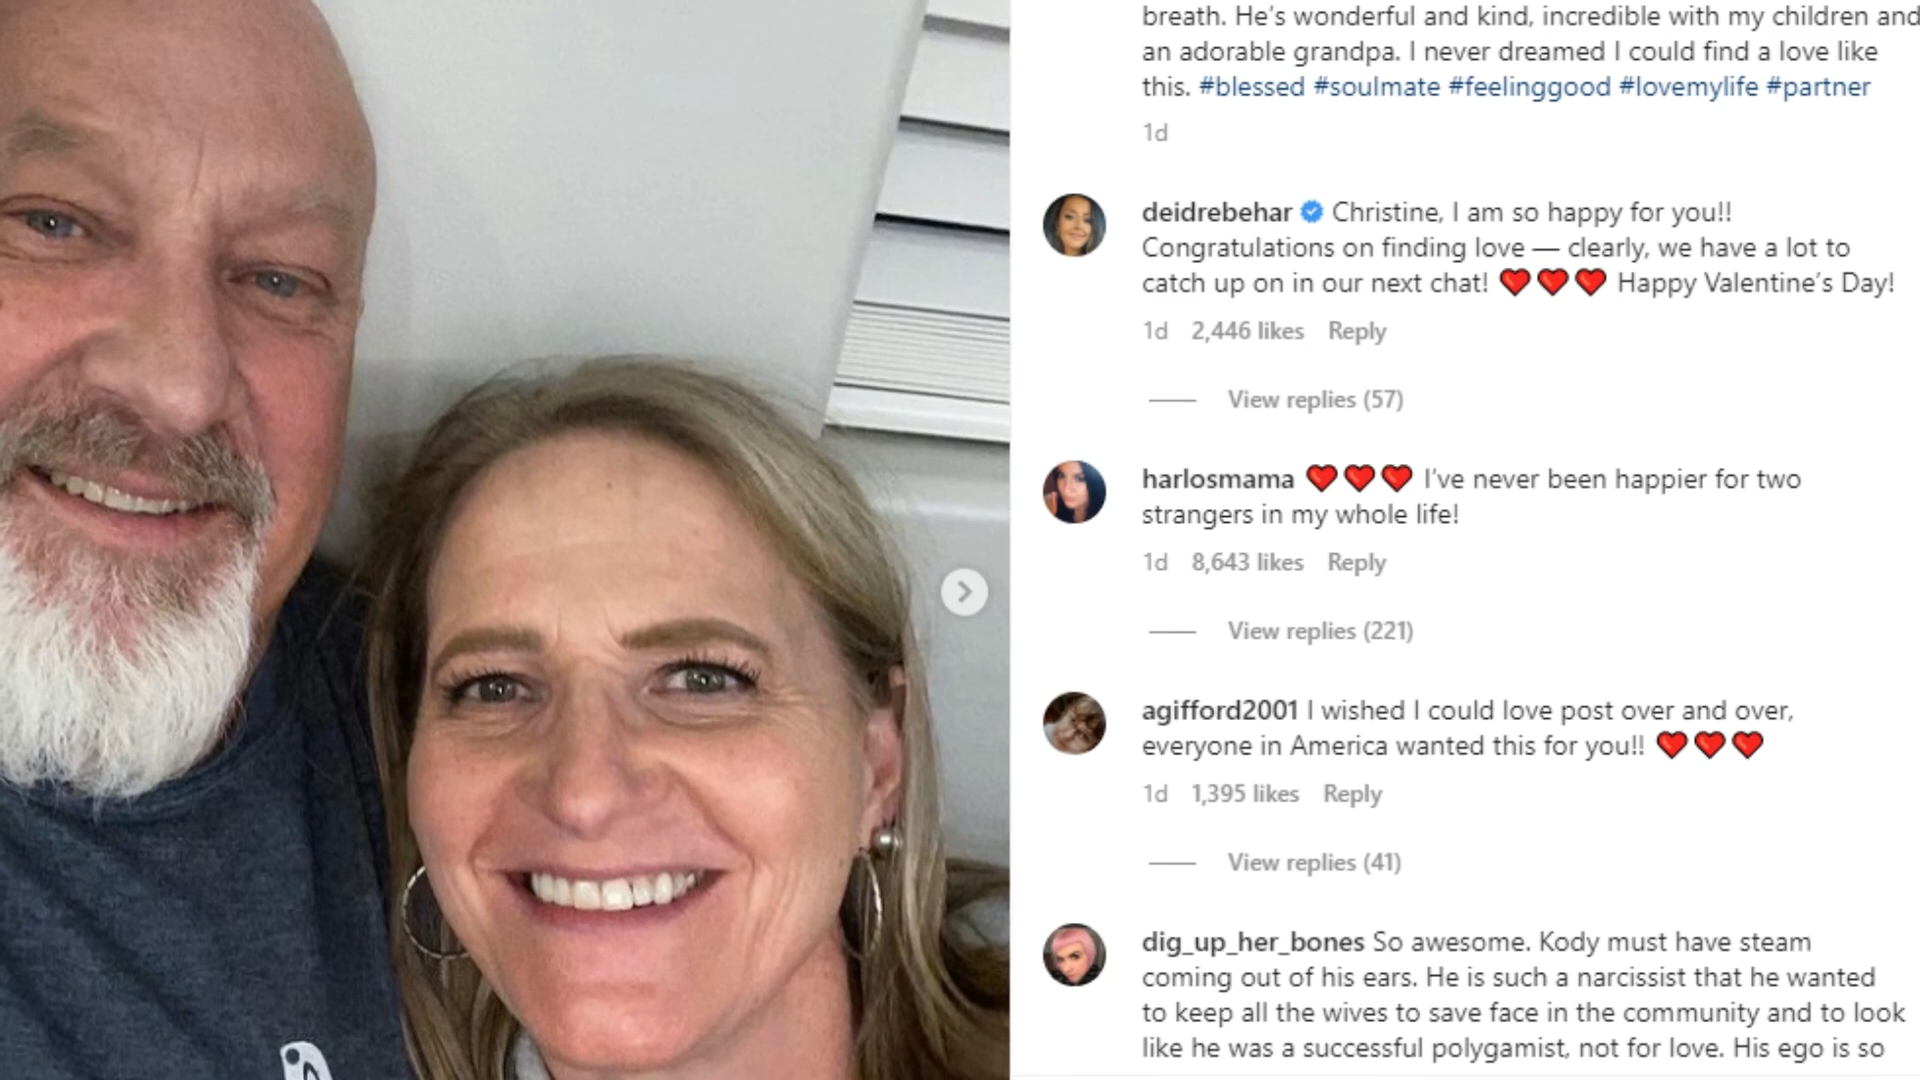 breath. He's wonderful and kind, incredible with my children and
an adorable grandpa. I never dreamed I could find a love like
this. #blessed #soulmate #feelinggood #lovemylife #partner
1d
deidrebehar Christine, I am so happy for you!!
Congratulations on finding love — clearly, we have a lot to
catch up on in our next chat! ❤️❤️❤️ Happy Valentine's Day!
1d 2,446 likes Reply
View replies (57)
harlosmama ❤️❤️❤️ I've never been happier for two
strangers in my whole life!
1d 8,643 likes Reply
View replies (221)
agifford2001 I wished I could love post over and over,
everyone in America wanted this for you!! ❤️❤️❤️
1d 1,395 likes Reply
View replies (41)
dig_up_her_bones So awesome. Kody must have steam
coming out of his ears. He is such a narcissist that he wanted
to keep all the wives to save face in the community and to look
like he was a successful polygamist, not for love. His ego is so